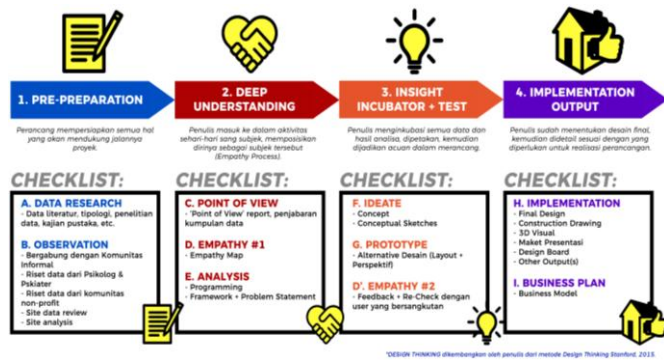 1. PRE-PREPARATION
Perancang mempersiapkan semua hal
yang akan mendukung jalannya
proyek.
2. DEEP
UNDERSTANDING
Penulis masuk ke dalam aktivitas
sehari-hari sang subjek, memposisikan
dirinya sebagai subjek tersebut
(Empathy Process).
3. INSIGHT
INCUBATOR + TEST
Penulis menginkubasi semua data dan
hasil analisa, dipetakan, kemudian
dijadikan acuan dalam merancang.
4. IMPLEMENTATION
OUTPUT
Penulis sudah menentukan desain final,
kemudian didetail sesuai dengan yang
diperlukan untuk realisasi perancangan.
CHECKLIST:
A. DATA RESEARCH
- Data literatur, tipologi, penelitian
data, kajian pustaka, etc.
B. OBSERVATION
- Bergabung dengan Komunitas
Informal
- Riset data dari Psikolog &
Pskiater
- Riset data dari komunitas
non-profit
- Site data review
- Site analysis
CHECKLIST:
C. POINT OF VIEW
- 'Point of View' report, penjabaran
kumpulan data
D. EMPATHY #1
- Empathy Map
E. ANALYSIS
- Programming
- Framework + Problem Statement
CHECKLIST:
F. IDEATE
- Concept
- Conceptual Sketches
G. PROTOTYPE
- Alternative Desain (Layout +
Perspektif)
D'. EMPATHY #2
- Feedback + Re-Check dengan
user yang bersangkutan
CHECKLIST:
H. IMPLEMENTATION
- Final Design
- Construction Drawing
- 3D Visual
- Maket Presentasi
- Design Board
- Other Output(s)
I. BUSINESS PLAN
- Business Model
*DESIGN THINKING dikembangkan oleh penulis dari metode Design Thinking Stanford, 2015.